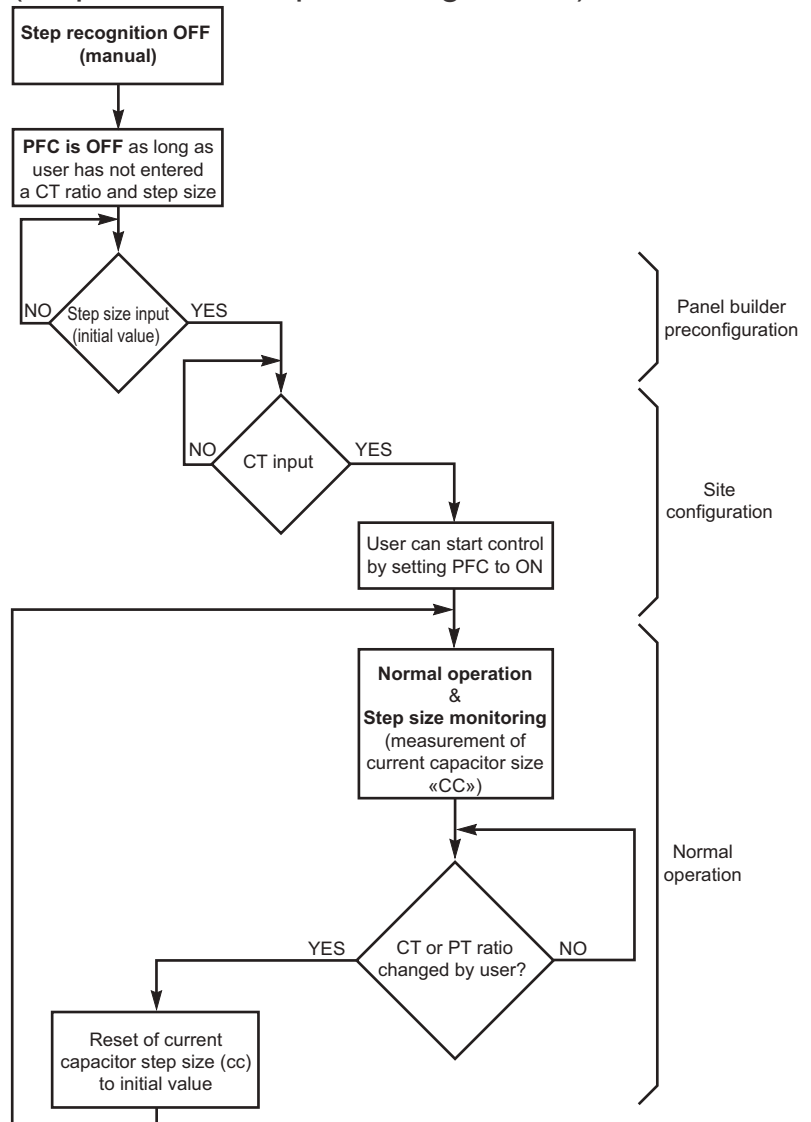 Step recognition OFF
(manual)
PFC is OFF as long as
user has not entered
a CT ratio and step size
NO
Step size input
(initial value)
YES
Panel builder
preconfiguration
NO
CT input
YES
Site
configuration
User can start control
by setting PFC to ON
Normal operation
&
Step size monitoring
(measurement of
current capacitor size
«CC»)
Normal
operation
YES
CT or PT ratio
changed by user?
NO
Reset of current
capacitor step size (cc)
to initial value